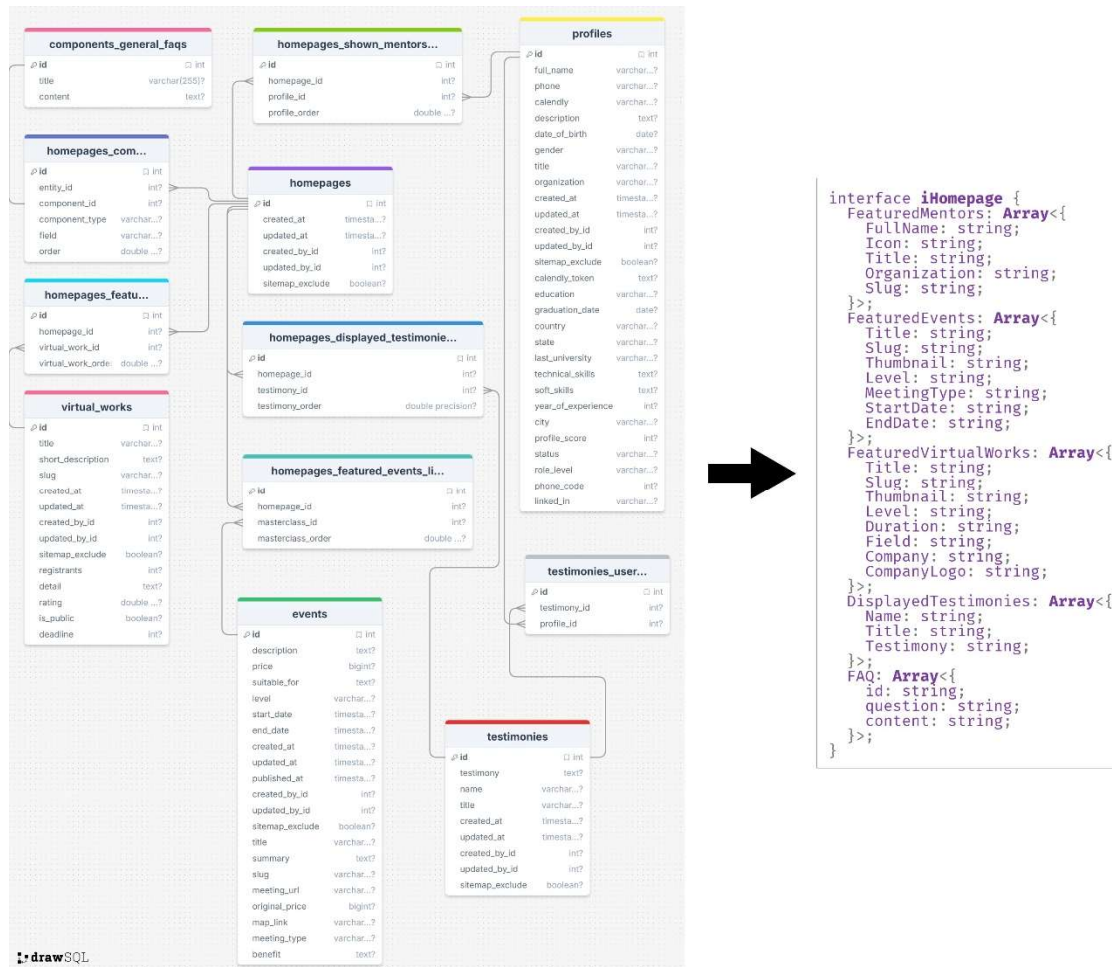 components_general_faqs
id int
title varchar(255)?
content text?
homepages_com...
id int
entity_id int?
component_id int?
component_type varchar...?
field varchar...?
order double ...?
homepages_featu...
id int
homepage_id int?
virtual_work_id int?
virtual_work_orde double ...?
virtual_works
id int
title varchar...?
short_description text?
slug varchar...?
created_at timesta...?
updated_at timesta...?
created_by_id int?
updated_by_id int?
sitemap_exclude boolean?
registrants int?
detail text?
rating double ...?
is_public boolean?
deadline int?
homepages_shown_mentors...
id int
homepage_id int?
profile_id int?
profile_order double ...?
homepages
id int
created_at timesta...?
updated_at timesta...?
created_by_id int?
updated_by_id int?
sitemap_exclude boolean?
homepages_displayed_testimonie...
id int
homepage_id int?
testimony_id int?
testimony_order double precision?
homepages_featured_events_li...
id int
homepage_id int?
masterclass_id int?
masterclass_order double ...?
events
id int
description text?
price bigint?
suitable_for text?
level varchar...?
start_date timesta...?
end_date timesta...?
created_at timesta...?
updated_at timesta...?
published_at timesta...?
created_by_id int?
updated_by_id int?
sitemap_exclude boolean?
title varchar...?
summary text?
slug varchar...?
meeting_url varchar...?
original_price bigint?
map_link varchar...?
meeting_type varchar...?
benefit text?
profiles
id int
full_name varchar...?
phone varchar...?
calendly varchar...?
description text?
date_of_birth date?
gender varchar...?
title varchar...?
organization varchar...?
created_at timesta...?
updated_at timesta...?
created_by_id int?
updated_by_id int?
sitemap_exclude boolean?
calendly_token text?
education varchar...?
graduation_date date?
country varchar...?
state varchar...?
last_university varchar...?
technical_skills text?
soft_skills text?
year_of_experience int?
city varchar...?
profile_score int?
status varchar...?
role_level varchar...?
phone_code int?
linked_in varchar...?
testimonies_user...
id int
testimony_id int?
profile_id int?
testimonies
id int
testimony text?
name varchar...?
title varchar...?
created_at timesta...?
updated_at timesta...?
created_by_id int?
updated_by_id int?
sitemap_exclude boolean?
drawSQL
interface iHomepage {
FeaturedMentors: Array<{
FullName: string;
Icon: string;
Title: string;
Organization: string;
Slug: string;
}>;
FeaturedEvents: Array<{
Title: string;
Slug: string;
Thumbnail: string;
Level: string;
MeetingType: string;
StartDate: string;
EndDate: string;
}>;
FeaturedVirtualWorks: Array<{
Title: string;
Slug: string;
Thumbnail: string;
Level: string;
Duration: string;
Field: string;
Company: string;
CompanyLogo: string;
}>;
DisplayedTestimonies: Array<{
Name: string;
Title: string;
Testimony: string;
}>;
FAQ: Array<{
id: string;
question: string;
content: string;
}>;
}